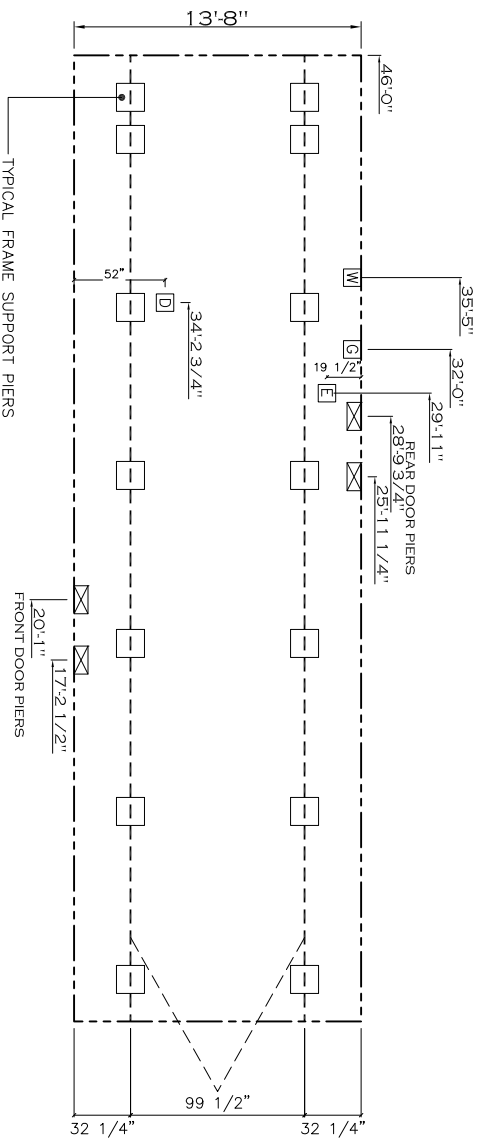 13'-8"
46'-0"
TYPICAL FRAME SUPPORT PIERS
52"
D
34'-2 3/4"
W
35'-5"
G
32'-0"
19 1/2"
E
29'-11"
REAR DOOR PIERS
28'-9 3/4"
25'-11 1/4"
20'-1"
17'-2 1/2"
FRONT DOOR PIERS
99 1/2"
32 1/4"
32 1/4"